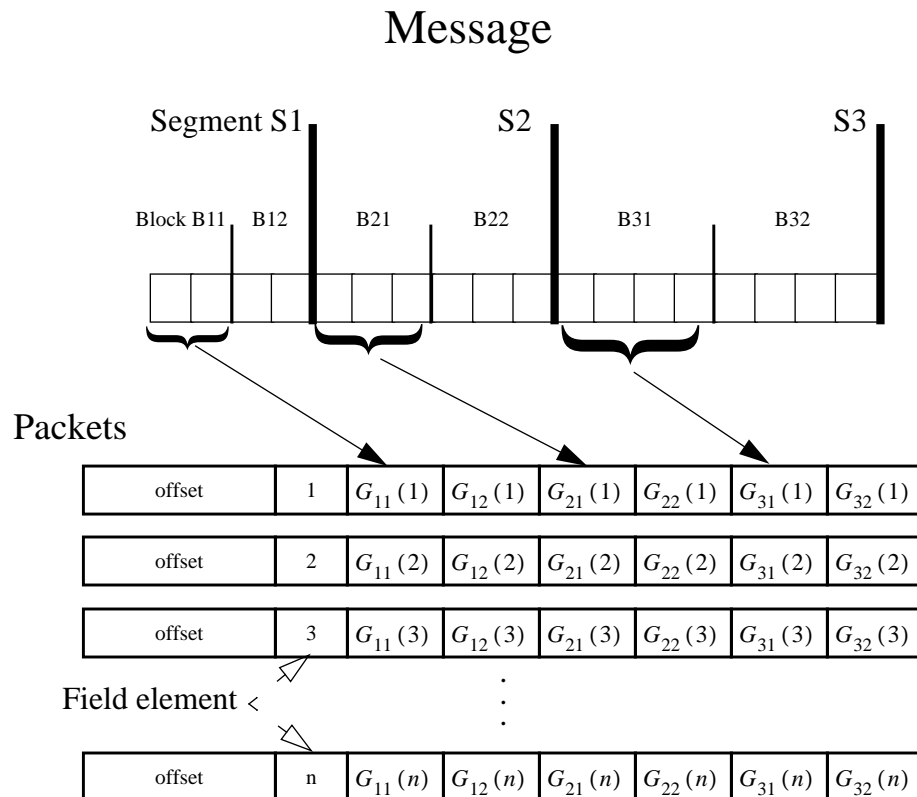 Message
Segment S1 S2 S3
Block B11 B12 B21 B22 B31 B32
Packets
offset 1 G11(1) G12(1) G21(1) G22(1) G31(1) G32(1)
offset 2 G11(2) G12(2) G21(2) G22(2) G31(2) G32(2)
offset 3 G11(3) G12(3) G21(3) G22(3) G31(3) G32(3)
Field element
offset n G11(n) G12(n) G21(n) G22(n) G31(n) G32(n)